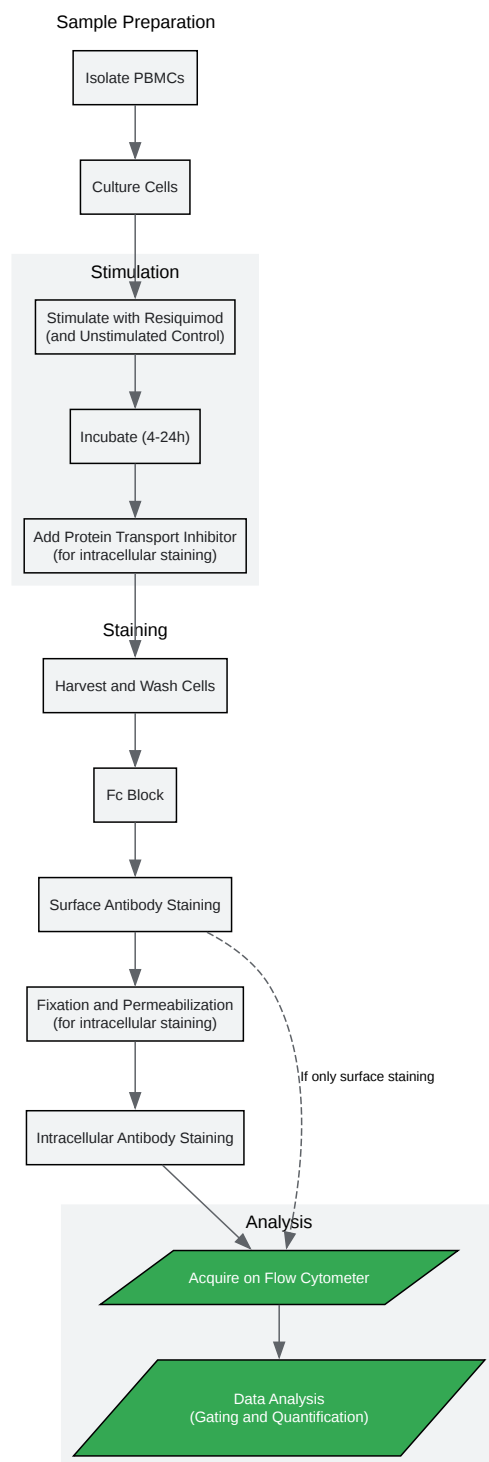 Sample Preparation
Isolate PBMCs
Culture Cells
Stimulation
Stimulate with Resiquimod
(and Unstimulated Control)
Incubate (4-24h)
Add Protein Transport Inhibitor
(for intracellular staining)
Staining
Harvest and Wash Cells
Fc Block
Surface Antibody Staining
Fixation and Permeabilization
(for intracellular staining)
If only surface staining
Intracellular Antibody Staining
Analysis
Acquire on Flow Cytometer
Data Analysis
(Gating and Quantification)